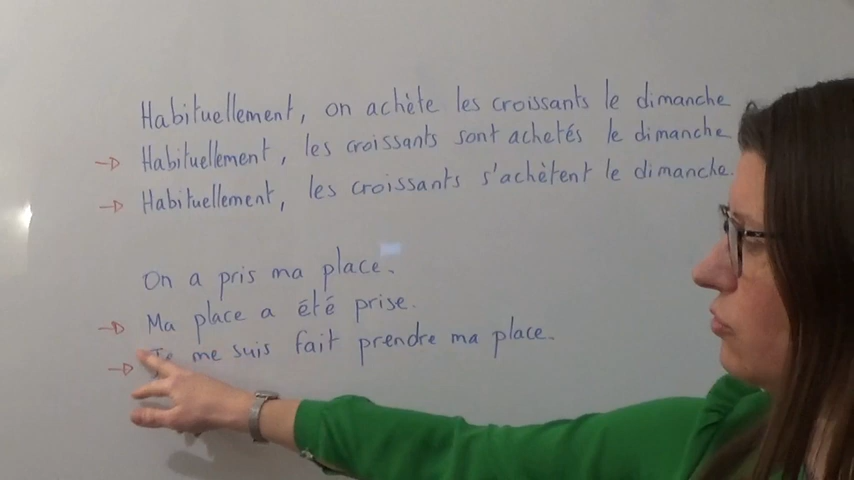 Habituellement, on achète les croissants le dimanche
Habituellement, les croissants sont achetés le dimanche
Habituellement, les croissants s'achètent le dimanche.
On a pris ma place.
Ma place a été prise.
Je me suis fait prendre ma place.